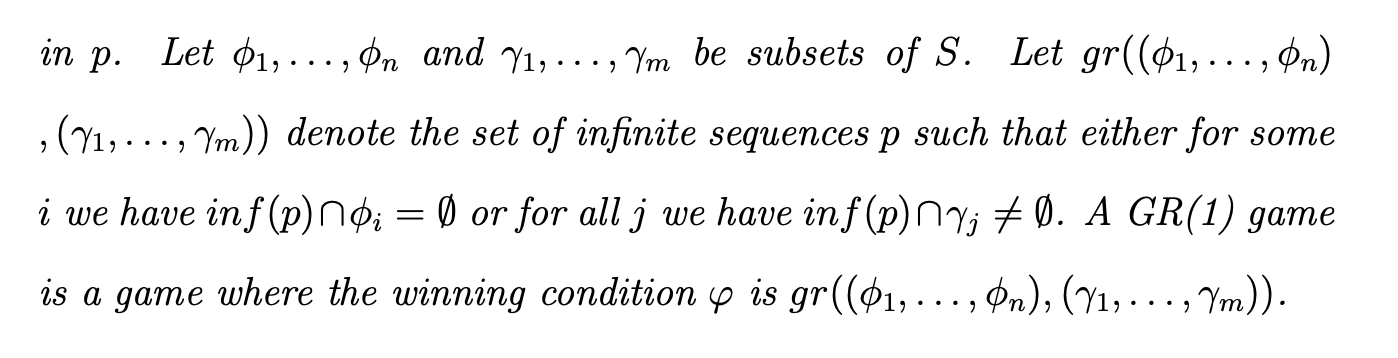 in p. Let ϕ₁, . . . , ϕₙ and γ₁, . . . , γₘ be subsets of S. Let gr((ϕ₁, . . . , ϕₙ)
, (γ₁, . . . , γₘ)) denote the set of infinite sequences p such that either for some
i we have inf(p)∩ϕᵢ = ∅ or for all j we have inf(p)∩γⱼ ≠ ∅. A GR(1) game
is a game where the winning condition φ is gr((ϕ₁, . . . , ϕₙ), (γ₁, . . . , γₘ)).